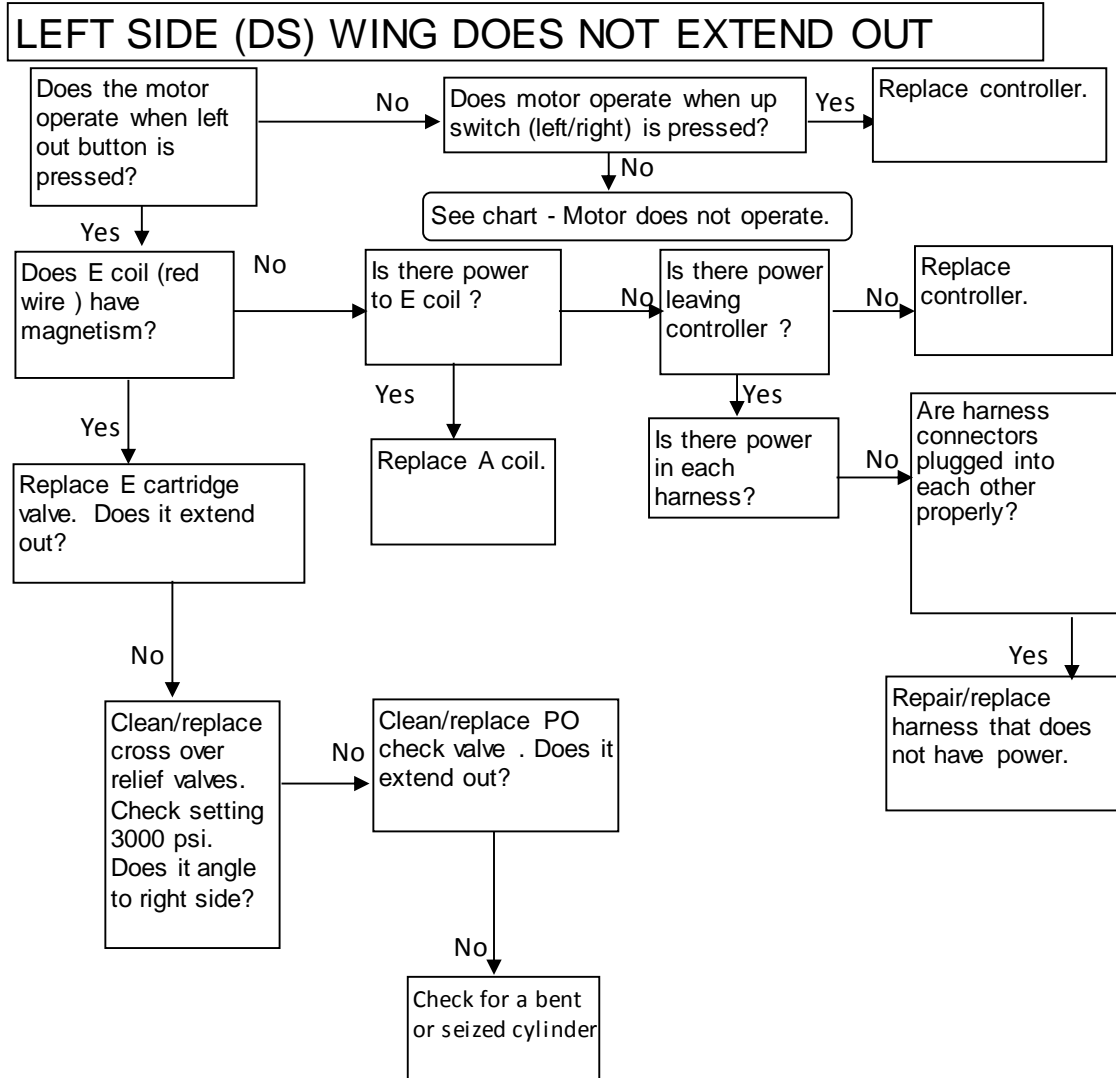 LEFT SIDE (DS) WING DOES NOT EXTEND OUT
Does the motor
operate when left
out button is
pressed?
No
Does motor operate when up
switch (left/right) is pressed?
Yes
Replace controller.
No
See chart - Motor does not operate.
Yes
Does E coil (red
wire ) have
magnetism?
No
Is there power
to E coil ?
No
Is there power
leaving
controller ?
No
Replace
controller.
Yes
Replace A coil.
Yes
Is there power
in each
harness?
No
Are harness
connectors
plugged into
each other
properly?
Yes
Repair/replace
harness that does
not have power.
Yes
Replace E cartridge
valve. Does it extend
out?
No
Clean/replace
cross over
relief valves.
Check setting
3000 psi.
Does it angle
to right side?
No
Clean/replace PO
check valve . Does it
extend out?
No
Check for a bent
or seized cylinder